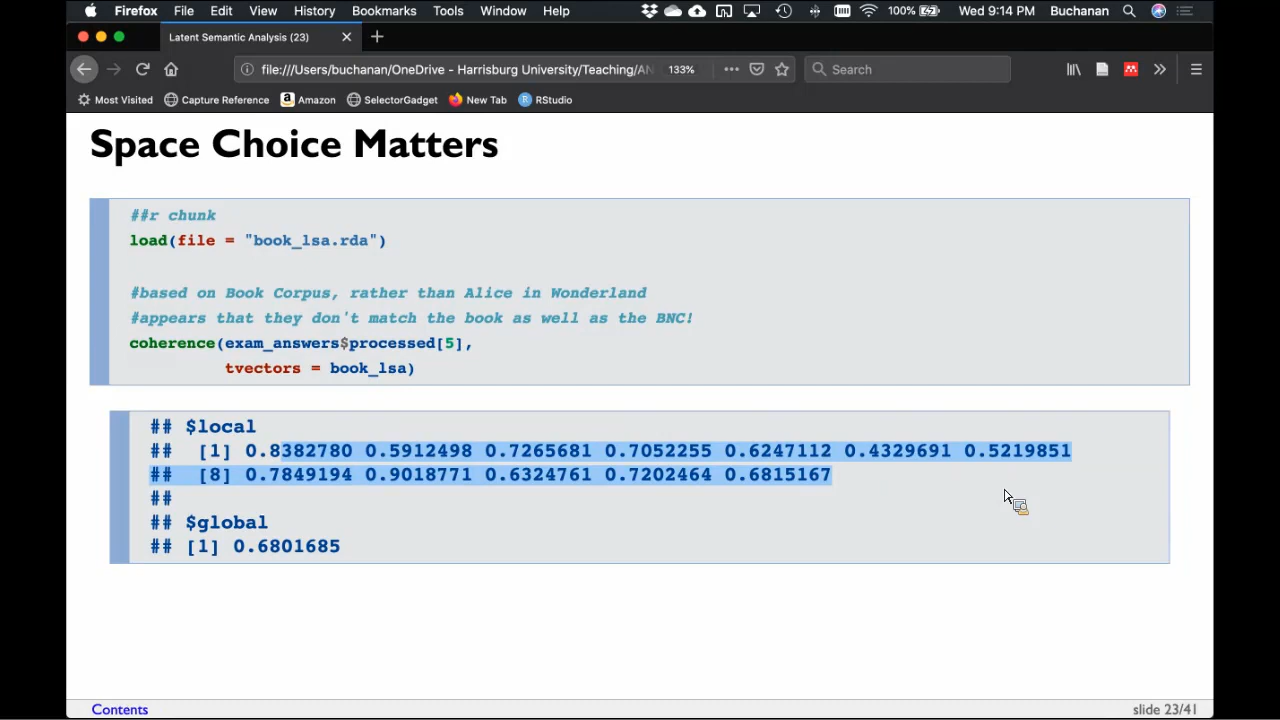 Firefox File Edit View History Bookmarks Tools Window Help 100% Wed 9:14 PM Buchanan
Latent Semantic Analysis (23)
file:///Users/buchanan/OneDrive - Harrisburg University/Teaching/AN 133% Search
Most Visited Capture Reference Amazon SelectorGadget New Tab RStudio
Space Choice Matters
##r chunk
load(file = "book_lsa.rda")
#based on Book Corpus, rather than Alice in Wonderland
#appears that they don't match the book as well as the BNC!
coherence(exam_answers$processed[5],
tvectors = book_lsa)
## $local
## [1] 0.8382780 0.5912498 0.7265681 0.7052255 0.6247112 0.4329691 0.5219851
## [8] 0.7849194 0.9018771 0.6324761 0.7202464 0.6815167
##
## $global
## [1] 0.6801685
Contents slide 23/41